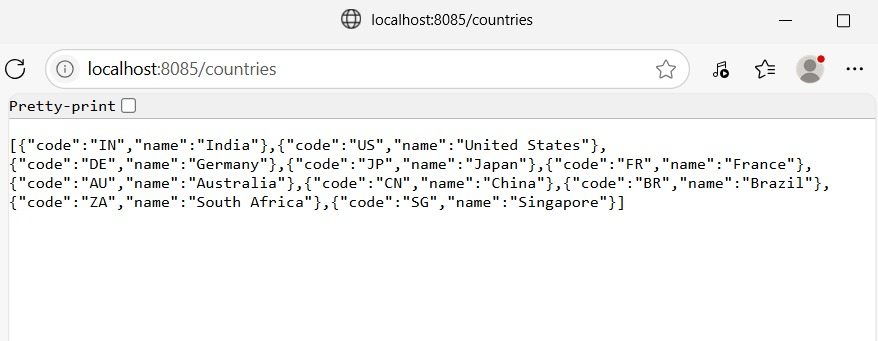 localhost:8085/countries
localhost:8085/countries
Pretty-print
[{"code":"IN","name":"India"},{"code":"US","name":"United States"},
{"code":"DE","name":"Germany"},{"code":"JP","name":"Japan"},{"code":"FR","name":"France"},
{"code":"AU","name":"Australia"},{"code":"CN","name":"China"},{"code":"BR","name":"Brazil"},
{"code":"ZA","name":"South Africa"},{"code":"SG","name":"Singapore"}]